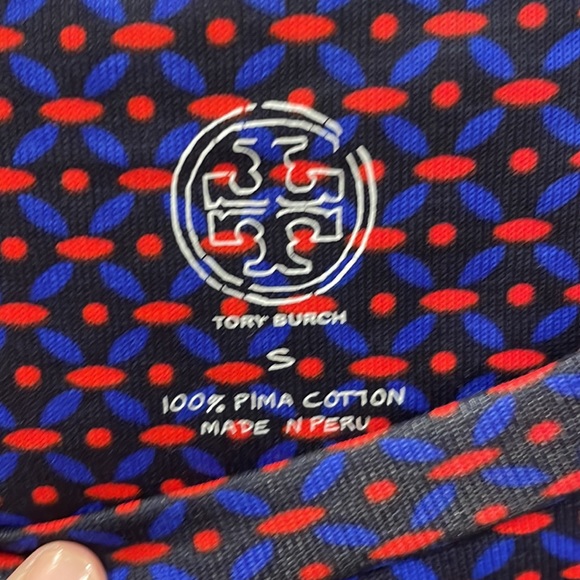 TORY BURCH
S
100% PIMA COTTON
MADE N PERU